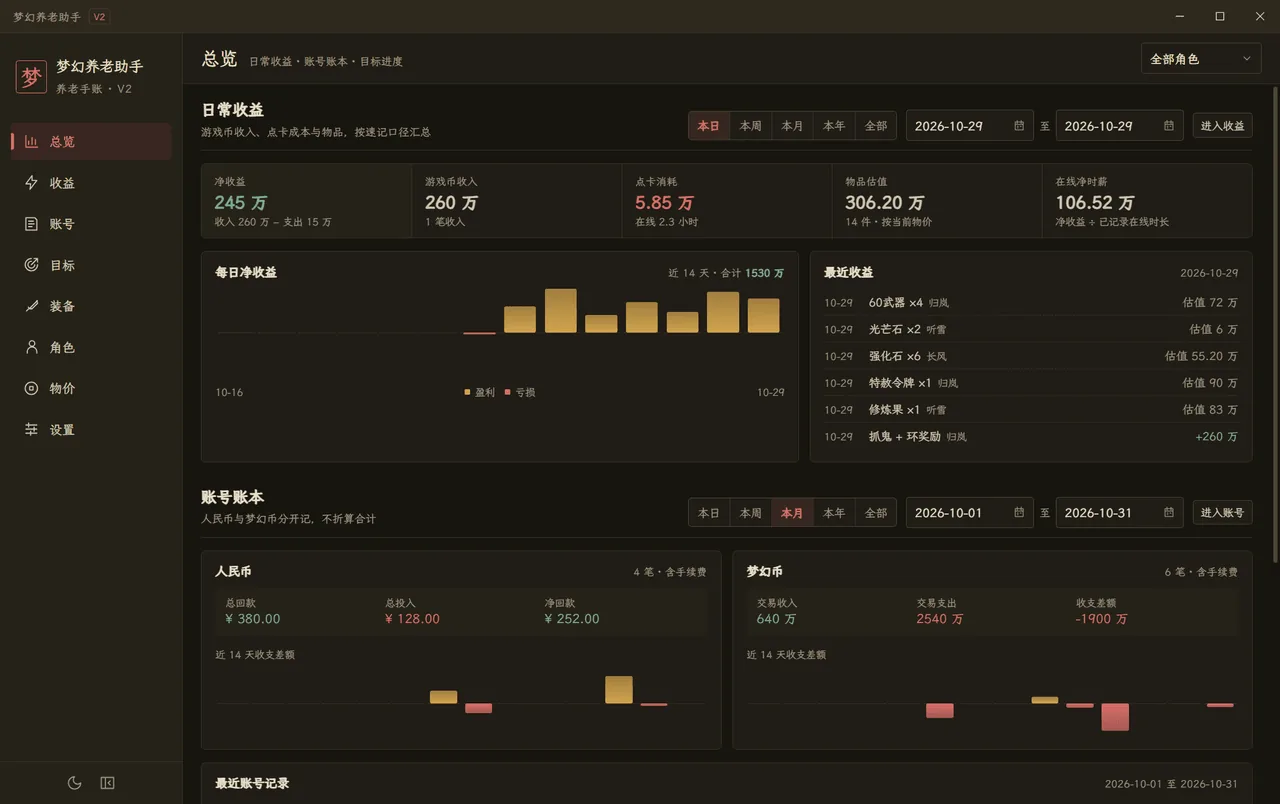 梦幻养老助手 V2
梦
梦幻养老助手
养老手账・V2
总览
收益
账号
目标
装备
角色
物价
设置
总览 日常收益・账号账本・目标进度
全部角色
日常收益
游戏币收入、点卡成本与物品，按速记口径汇总
本日 本周 本月 本年 全部 2026-10-29 至 2026-10-29 进入收益
净收益
245 万
收入 260 万 − 支出 15 万
游戏币收入
260 万
1 笔收入
点卡消耗
5.85 万
在线 2.3 小时
物品估值
306.20 万
14 件・按当前物价
在线净时薪
106.52 万
净收益 ÷ 已记录在线时长
每日净收益 近 14 天・合计 1530 万
10-16 盈利 亏损 10-29
最近收益 2026-10-29
10-29 60武器 ×4 归岚 估值 72 万
10-29 光芒石 ×2 听雪 估值 6 万
10-29 强化石 ×6 长风 估值 55.20 万
10-29 特赦令牌 ×1 归岚 估值 90 万
10-29 修炼果 ×1 听雪 估值 83 万
10-29 抓鬼 + 环奖励 归岚 +260 万
账号账本
人民币与梦幻币分开记，不折算合计
本日 本周 本月 本年 全部 2026-10-01 至 2026-10-31 进入账号
人民币 4 笔・含手续费
总回款 总投入 净回款
¥ 380.00 ¥ 128.00 ¥ 252.00
近 14 天收支差额
梦幻币 6 笔・含手续费
交易收入 交易支出 收支差额
640 万 2540 万 -1900 万
近 14 天收支差额
最近账号记录 2026-10-01 至 2026-10-31